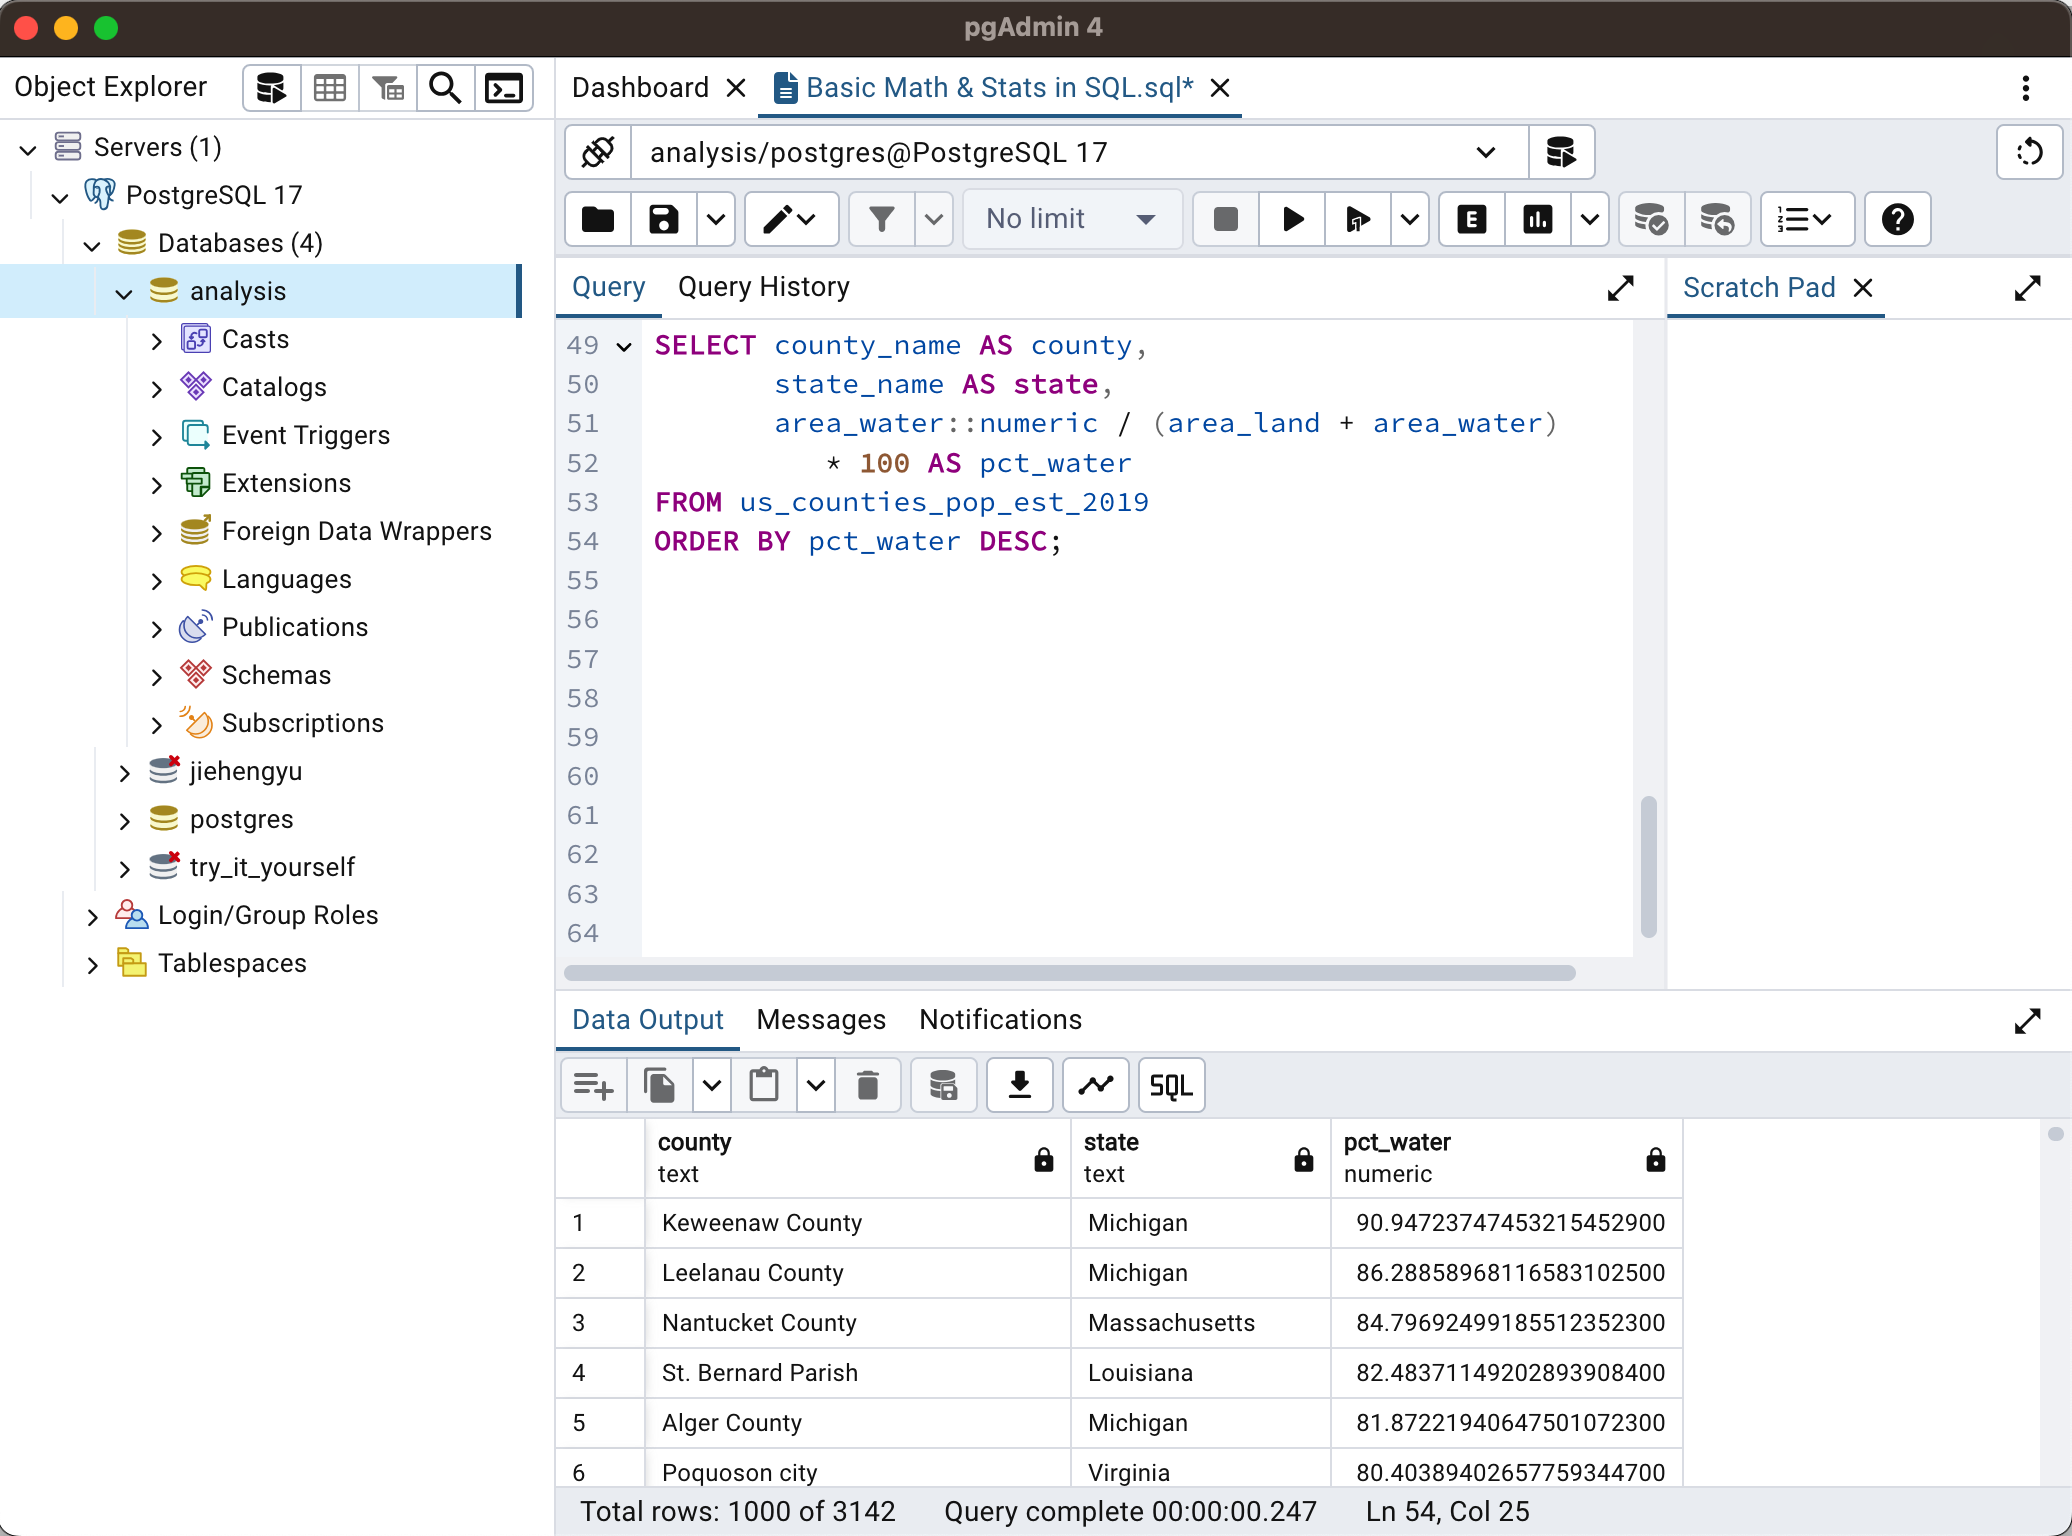 pgAdmin 4
Object Explorer
Servers (1)
PostgreSQL 17
Databases (4)
analysis
Casts
Catalogs
Event Triggers
Extensions
Foreign Data Wrappers
Languages
Publications
Schemas
Subscriptions
jiehengyu
postgres
try_it_yourself
Login/Group Roles
Tablespaces
Dashboard
Basic Math & Stats in SQL.sql*
analysis/postgres@PostgreSQL 17
No limit
E
Query
Query History
Scratch Pad
49 SELECT county_name AS county,
50 state_name AS state,
51 area_water::numeric / (area_land + area_water)
52 * 100 AS pct_water
53 FROM us_counties_pop_est_2019
54 ORDER BY pct_water DESC;
55
56
57
58
59
60
61
62
63
64
Data Output Messages Notifications
SQL
county state pct_water
text text numeric
1 Keweenaw County Michigan 90.94723747453215452900
2 Leelanau County Michigan 86.28858968116583102500
3 Nantucket County Massachusetts 84.79692499185512352300
4 St. Bernard Parish Louisiana 82.48371149202893908400
5 Alger County Michigan 81.87221940647501072300
6 Poquoson city Virginia 80.40389402657759344700
Total rows: 1000 of 3142 Query complete 00:00:00.247 Ln 54, Col 25